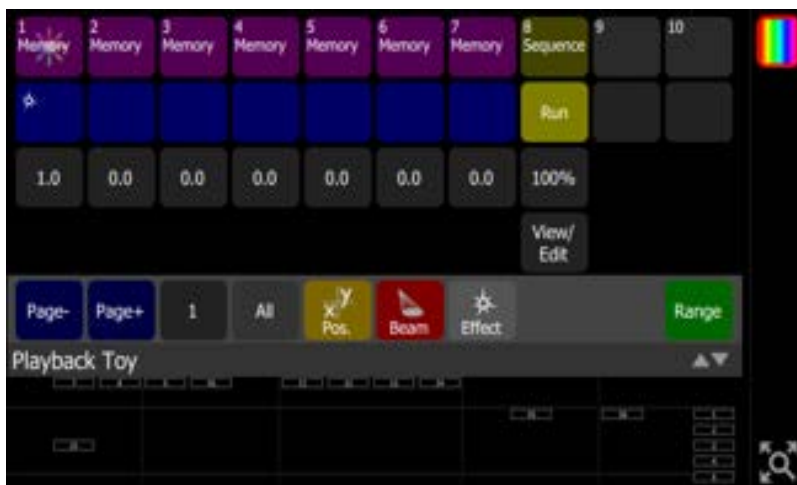 1 2 3 4 5 6 7 8 9 10
Memory Memory Memory Memory Memory Memory Memory Sequence
Run
1.0 0.0 0.0 0.0 0.0 0.0 0.0 100%
View/
Edit
Page- Page+ 1 All x y Pos. Beam Effect Range
Playback Toy